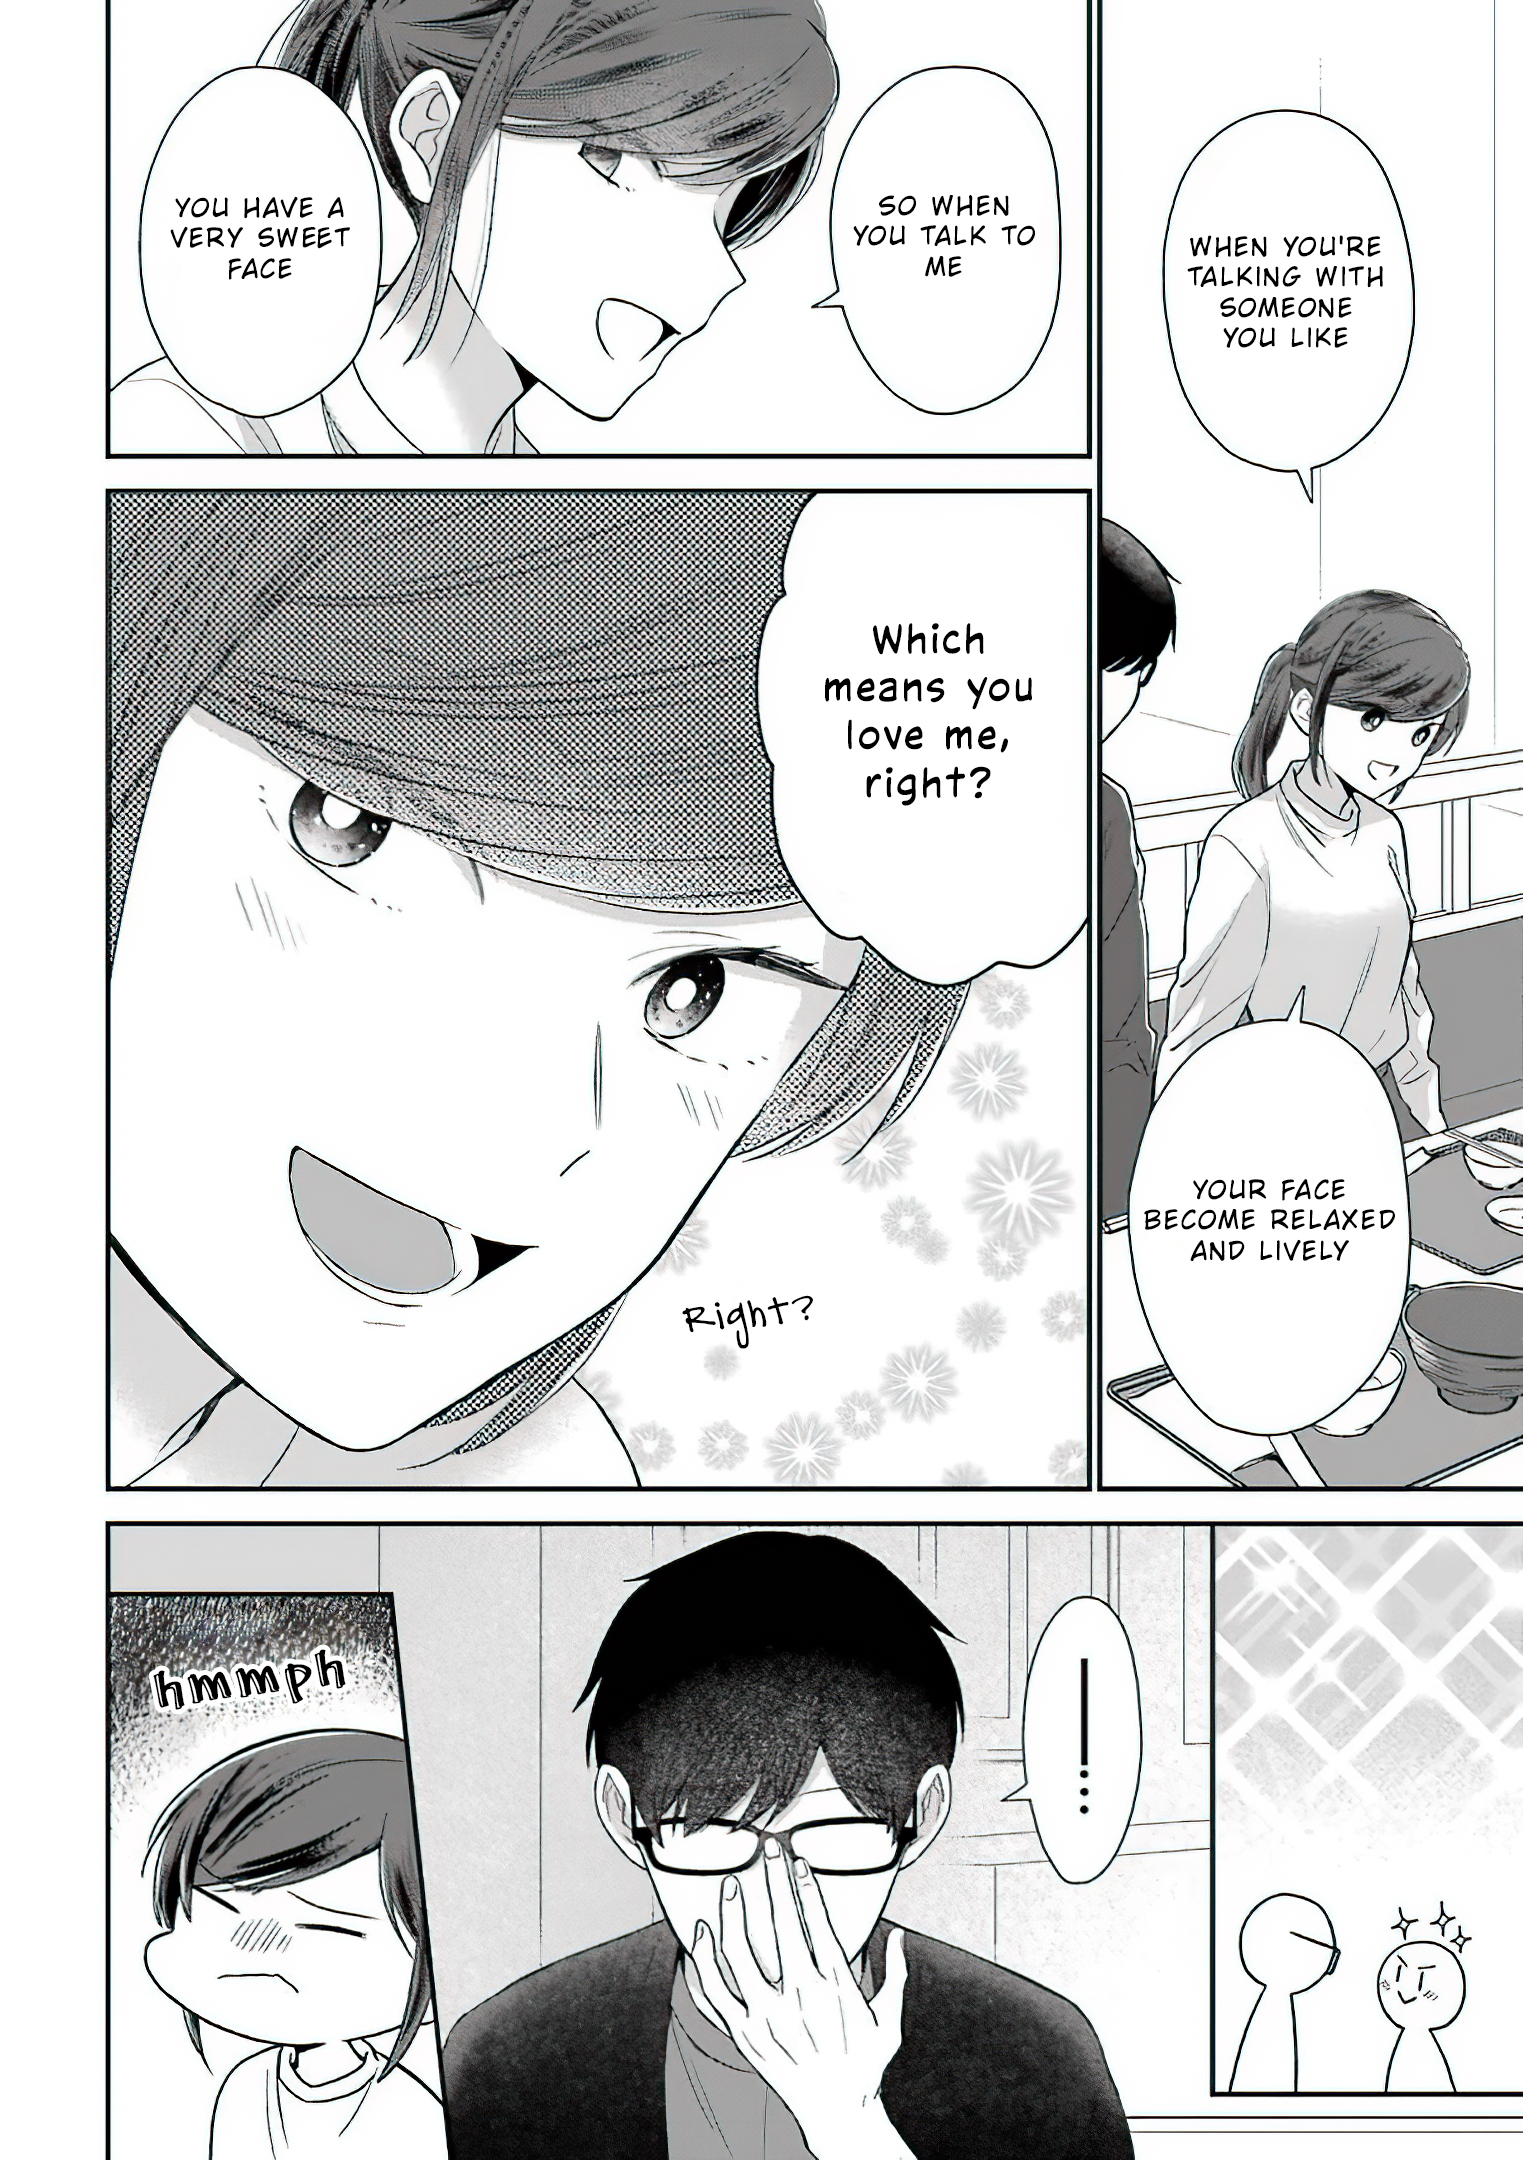 WHEN YOU'RE
TALKING WITH
SOMEONE
YOU LIKE
YOUR FACE
BECOME RELAXED
AND LIVELY
SO WHEN
YOU TALK TO
ME
YOU HAVE A
VERY SWEET
FACE
Which
means you
love me,
right?
Right?
—...
hmmph